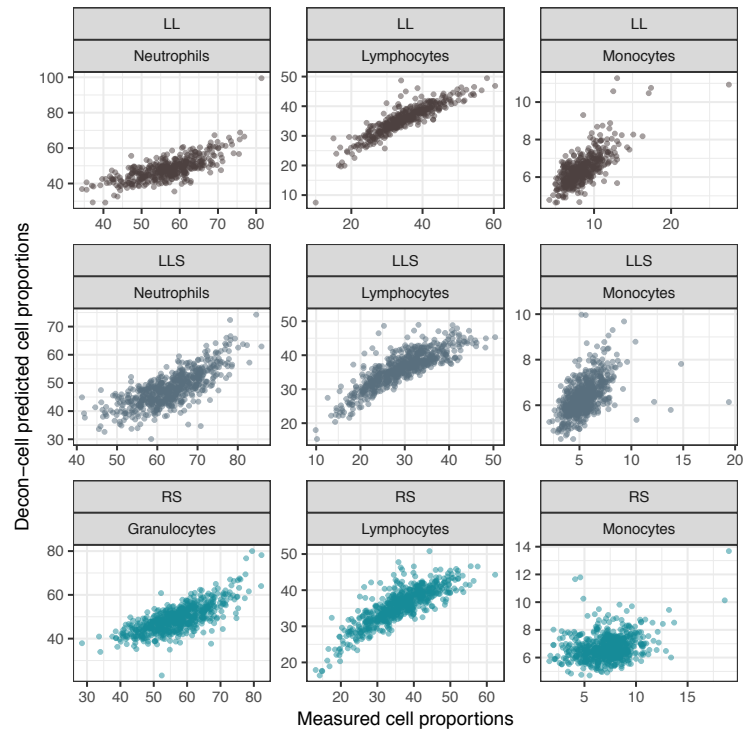 LL LL LL
Neutrophils Lymphocytes Monocytes
100
80
60
40
40 50 60 70 80
50
40
30
20
10
20 40 60
10
8
6
10 20
LLS LLS LLS
Neutrophils Lymphocytes Monocytes
70
60
50
40
30
40 50 60 70 80
50
40
30
20
10 20 30 40 50
10
8
6
5 10 15 20
RS RS RS
Granulocytes Lymphocytes Monocytes
80
60
40
30 40 50 60 70 80
50
40
30
20
20 30 40 50 60
14
12
10
8
6
5 10 15
Decon−cell predicted cell proportions
Measured cell proportions